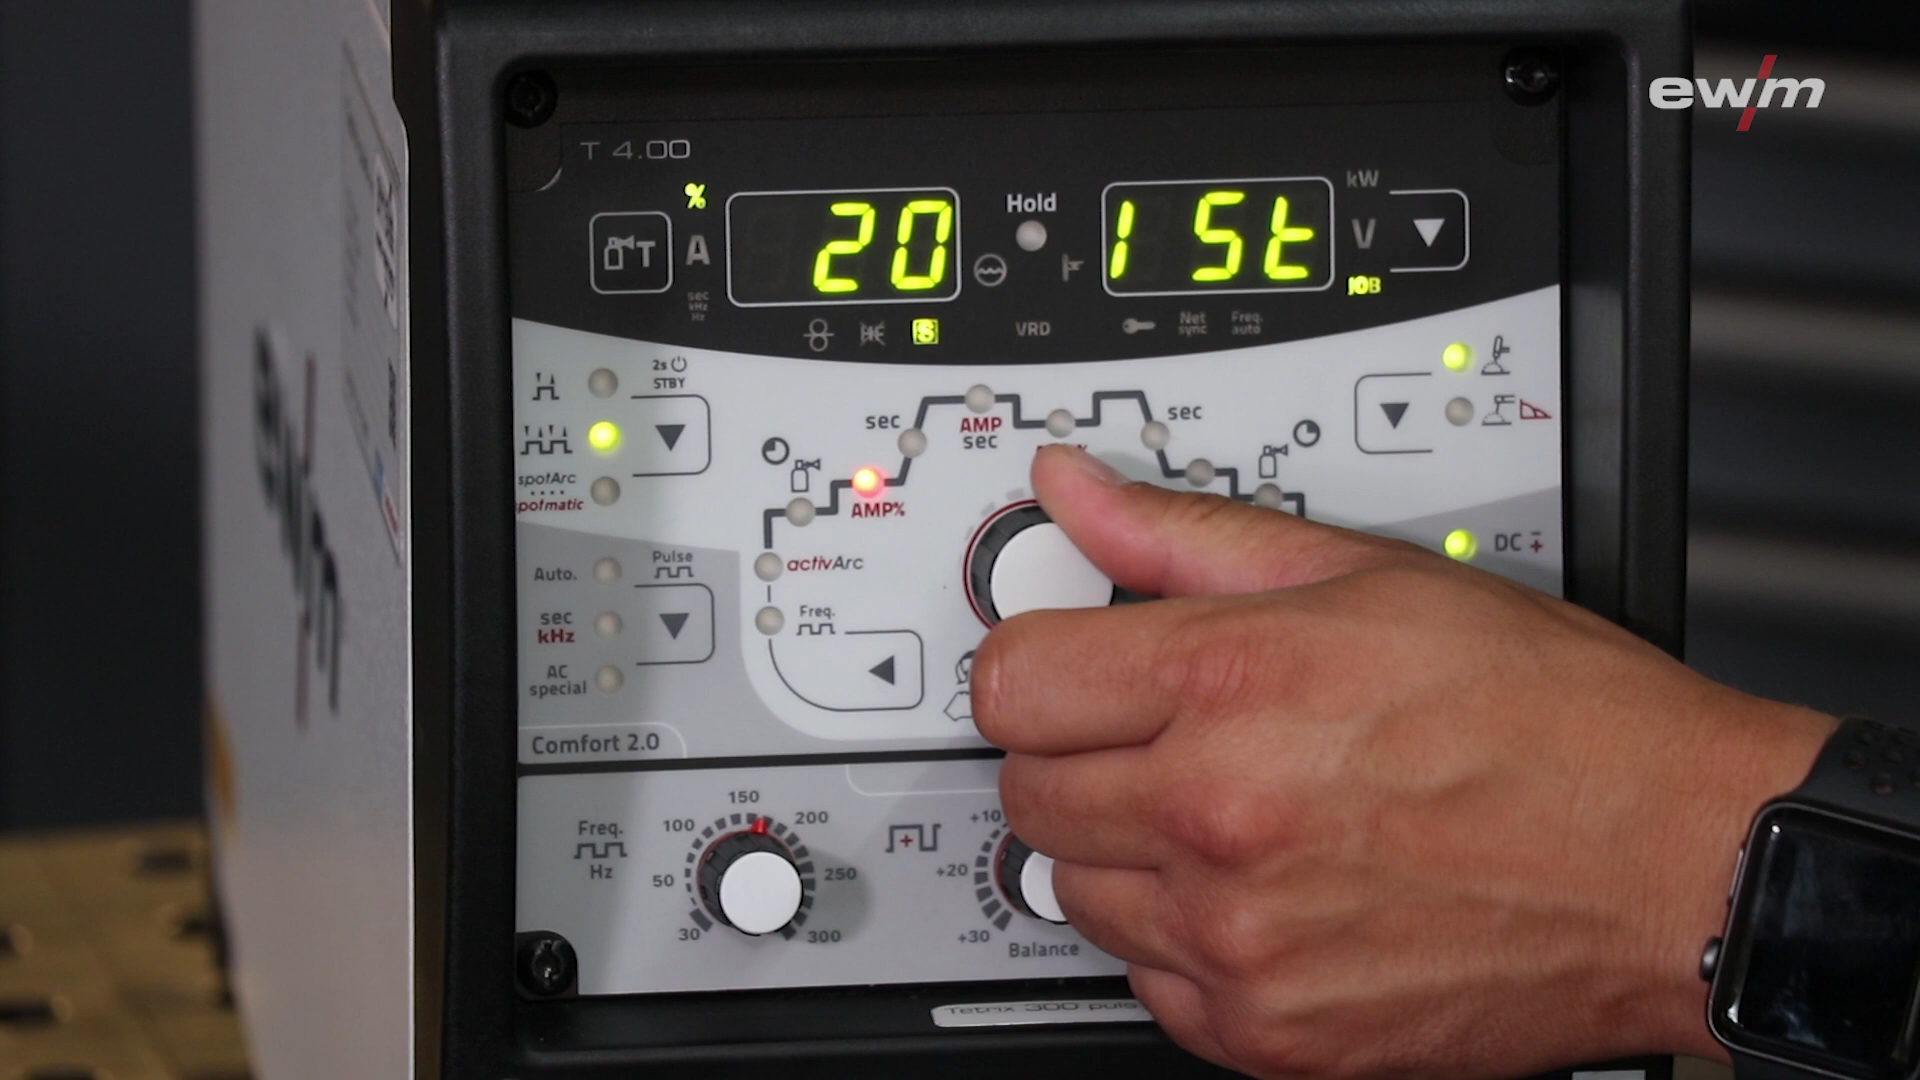 ewm
T 4.00
%
A
sec
kHz
Hz
T
20
Hold
1 St
kW
V
JOB
S
VRD
Net
sync
Freq.
auto
2s
STBY
spotArc
spotmatic
sec
AMP
sec
sec
AMP%
activArc
Freq.
Auto.
Pulse
sec
kHz
AC
special
DC
Comfort 2.0
Freq.
Hz
30
50
100
150
200
250
300
+10
+20
+30
Balance
Tetrix 300 puls
ewm